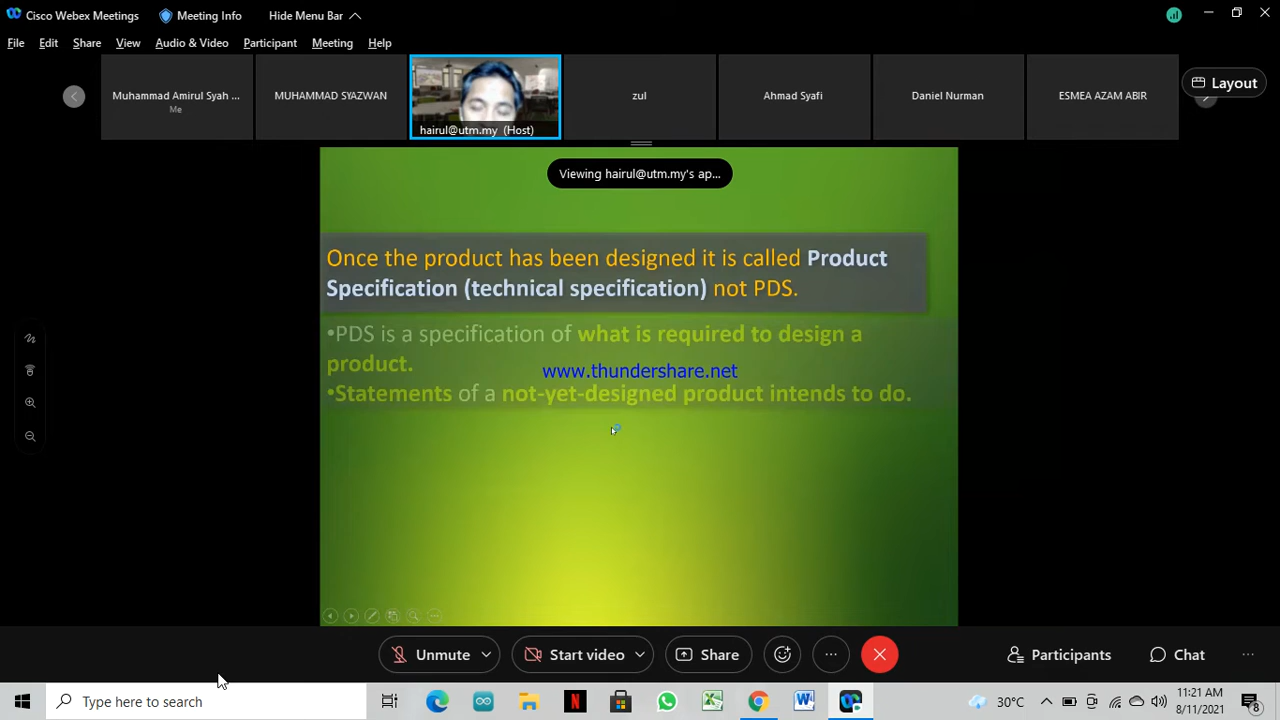 Cisco Webex Meetings
Meeting Info
Hide Menu Bar
File Edit Share View Audio & Video Participant Meeting Help
Muhammad Amirul Syah ...
Me
MUHAMMAD SYAZWAN
hairul@utm.my (Host)
zul
Ahmad Syafi
Daniel Nurman
ESMEA AZAM ABIR
Layout
Viewing hairul@utm.my's ap...
Once the product has been designed it is called Product
Specification (technical specification) not PDS.
•PDS is a specification of what is required to design a
product.
www.thundershare.net
•Statements of a not-yet-designed product intends to do.
Unmute
Start video
Share
Participants
Chat
Type here to search
30°C
11:21 AM
8/11/2021
8